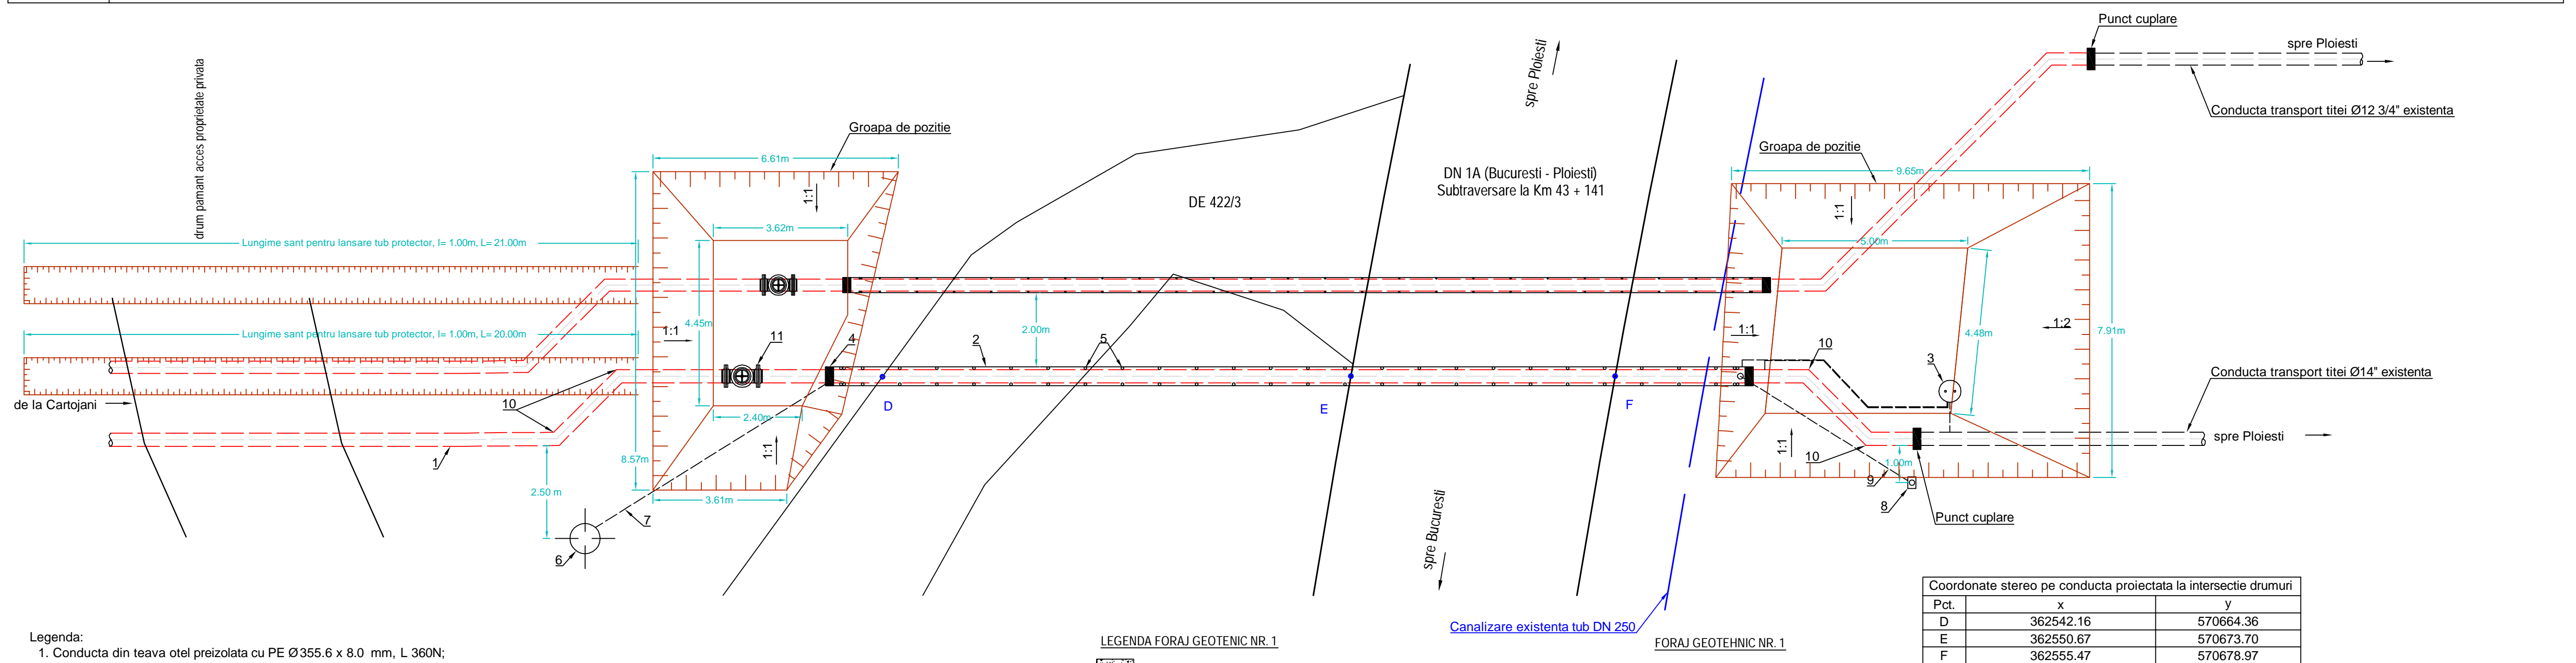 Punct cuplare
spre Ploiesti
Conducta transport titei Ø12 3/4" existenta
drum pamant acces proprietate privata
Groapa de pozitie
6.61m
1:1
3.62m
Lungime sant pentru lansare tub protector, l= 1.00m, L= 21.00m
spre Ploiesti
DN 1A (Bucuresti - Ploiesti)
Subtraversare la Km 43 + 141
DE 422/3
Groapa de pozitie
9.65m
1:1
5.00m
Lungime sant pentru lansare tub protector, l= 1.00m, L= 20.00m
1:1
4.45m
11
4
2.00m
2
5
1:1
10
3
4.48m
1:2
7.91m
Conducta transport titei Ø14" existenta
de la Cartojani
10
2.40m
D
E
F
1:1
8.57m
1
2.50 m
3.61m
7
6
1:1
10
1.00m
9
8
spre Ploiesti
Punct cuplare
spre Bucuresti
Canalizare existenta tub DN 250
Coordonate stereo pe conducta proiectata la intersectie drumuri
Pct. x y
D 362542.16 570664.36
E 362550.67 570673.70
F 362555.47 570678.97
Legenda:
1. Conducta din teava otel preizolata cu PE Ø355.6 x 8.0 mm, L 360N;
LEGENDA FORAJ GEOTENIC NR. 1
FORAJ GEOTEHNIC NR. 1